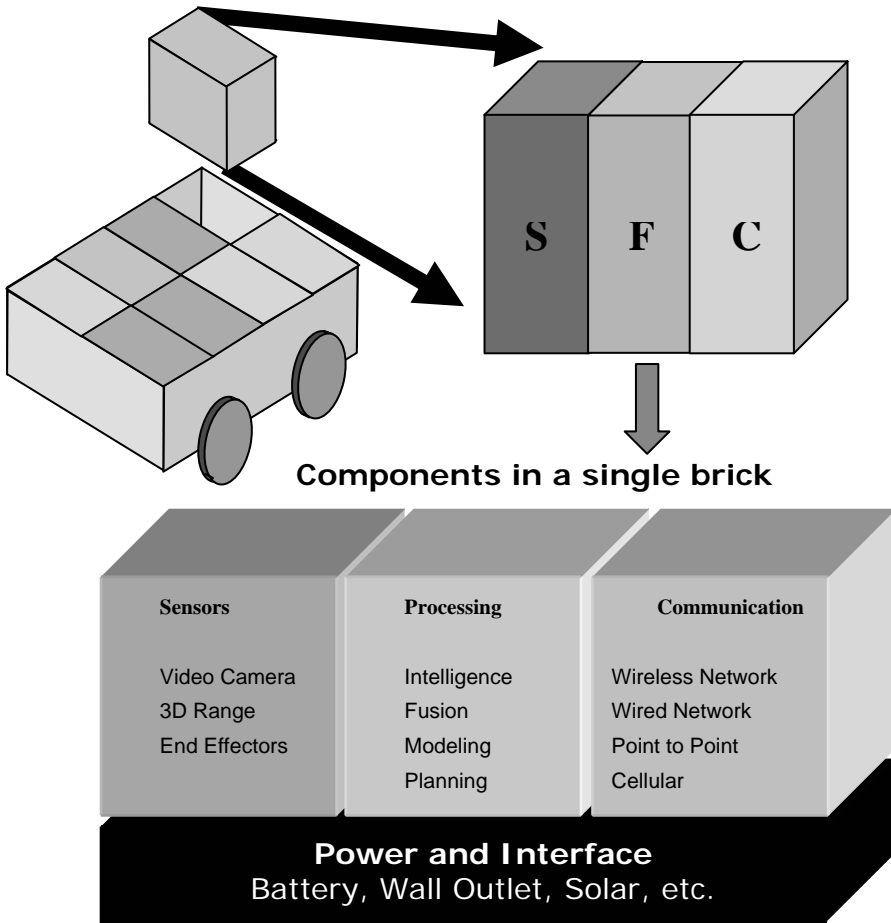 S F C
Components in a single brick
Sensors
Video Camera
3D Range
End Effectors
Processing
Intelligence
Fusion
Modeling
Planning
Communication
Wireless Network
Wired Network
Point to Point
Cellular
Power and Interface
Battery, Wall Outlet, Solar, etc.